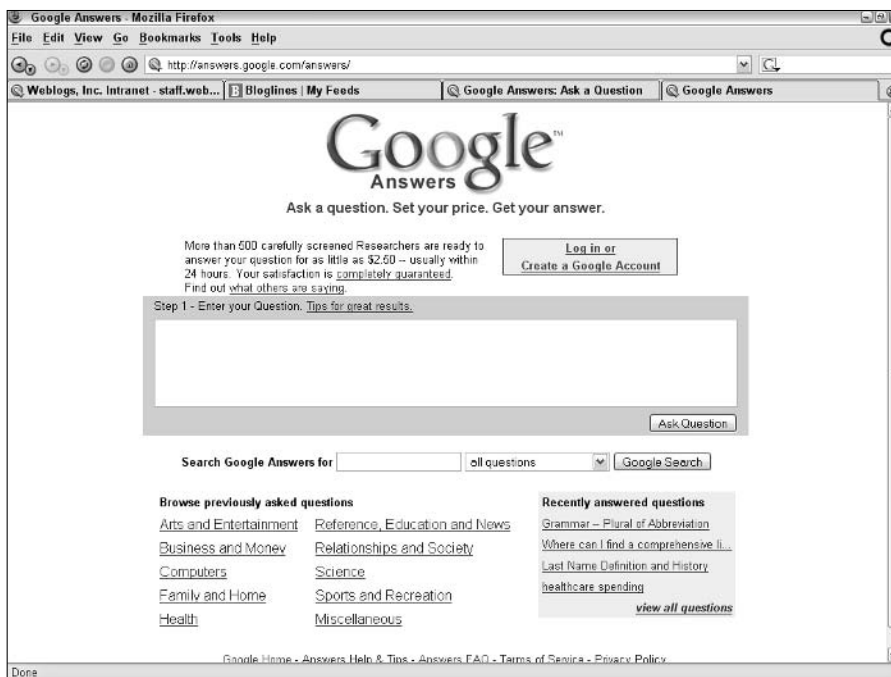 Google Answers - Mozilla Firefox
File Edit View Go Bookmarks Tools Help
http://answers.google.com/answers/
Weblogs, Inc. Intranet - staff.web... Bloglines | My Feeds Google Answers: Ask a Question Google Answers
Google™
Answers
Ask a question. Set your price. Get your answer.
More than 500 carefully screened Researchers are ready to
answer your question for as little as $2.50 -- usually within
24 hours. Your satisfaction is completely guaranteed.
Find out what others are saying.
Log in or
Create a Google Account
Step 1 - Enter your Question. Tips for great results.
Ask Question
Search Google Answers for all questions Google Search
Browse previously asked questions
Arts and Entertainment Reference, Education and News
Business and Money Relationships and Society
Computers Science
Family and Home Sports and Recreation
Health Miscellaneous
Recently answered questions
Grammar -- Plural of Abbreviation
Where can I find a comprehensive li...
Last Name Definition and History
healthcare spending
view all questions
Google Home - Answers Help & Tips - Answers FAQ - Terms of Service - Privacy Policy
Done